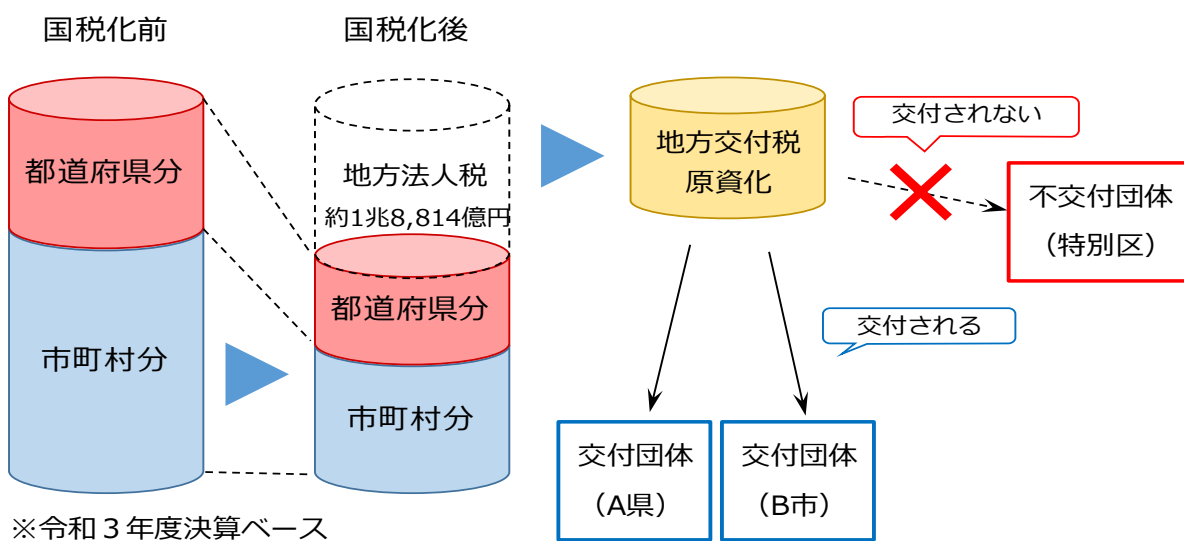 国税化前
国税化後
都道府県分
市町村分
地方法人税
約1兆8,814億円
都道府県分
市町村分
地方交付税
原資化
交付されない
不交付団体
（特別区）
交付される
交付団体
（A県）
交付団体
（B市）
※令和３年度決算ベース